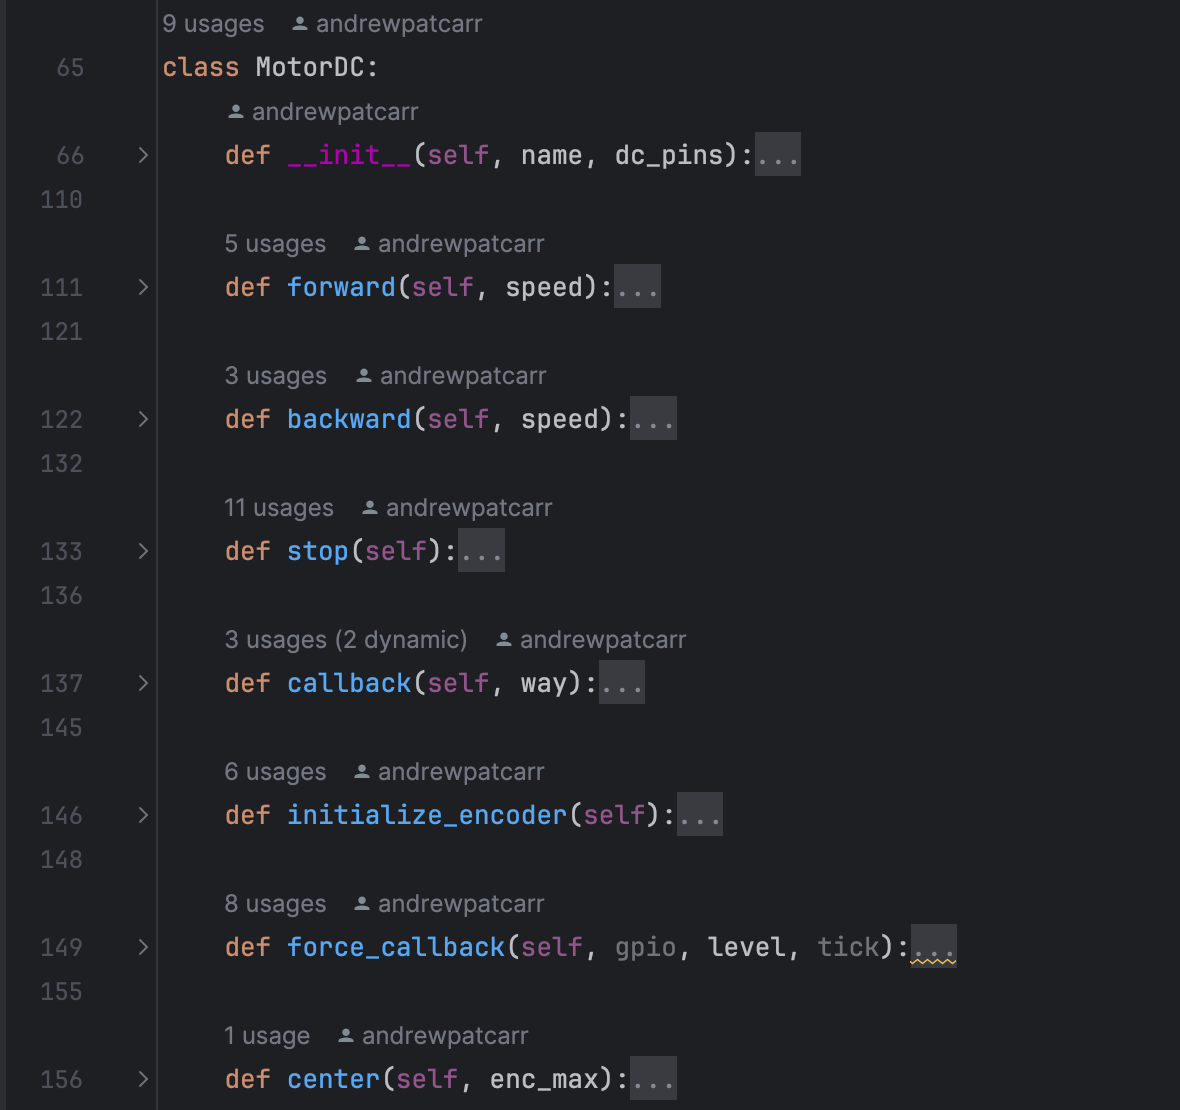 9 usages andrewpatcarr
65 class MotorDC:
andrewpatcarr
66 def __init__(self, name, dc_pins):...
110
5 usages andrewpatcarr
111 def forward(self, speed):...
121
3 usages andrewpatcarr
122 def backward(self, speed):...
132
11 usages andrewpatcarr
133 def stop(self):...
136
3 usages (2 dynamic) andrewpatcarr
137 def callback(self, way):...
145
6 usages andrewpatcarr
146 def initialize_encoder(self):...
148
8 usages andrewpatcarr
149 def force_callback(self, gpio, level, tick):...
155
1 usage andrewpatcarr
156 def center(self, enc_max):...